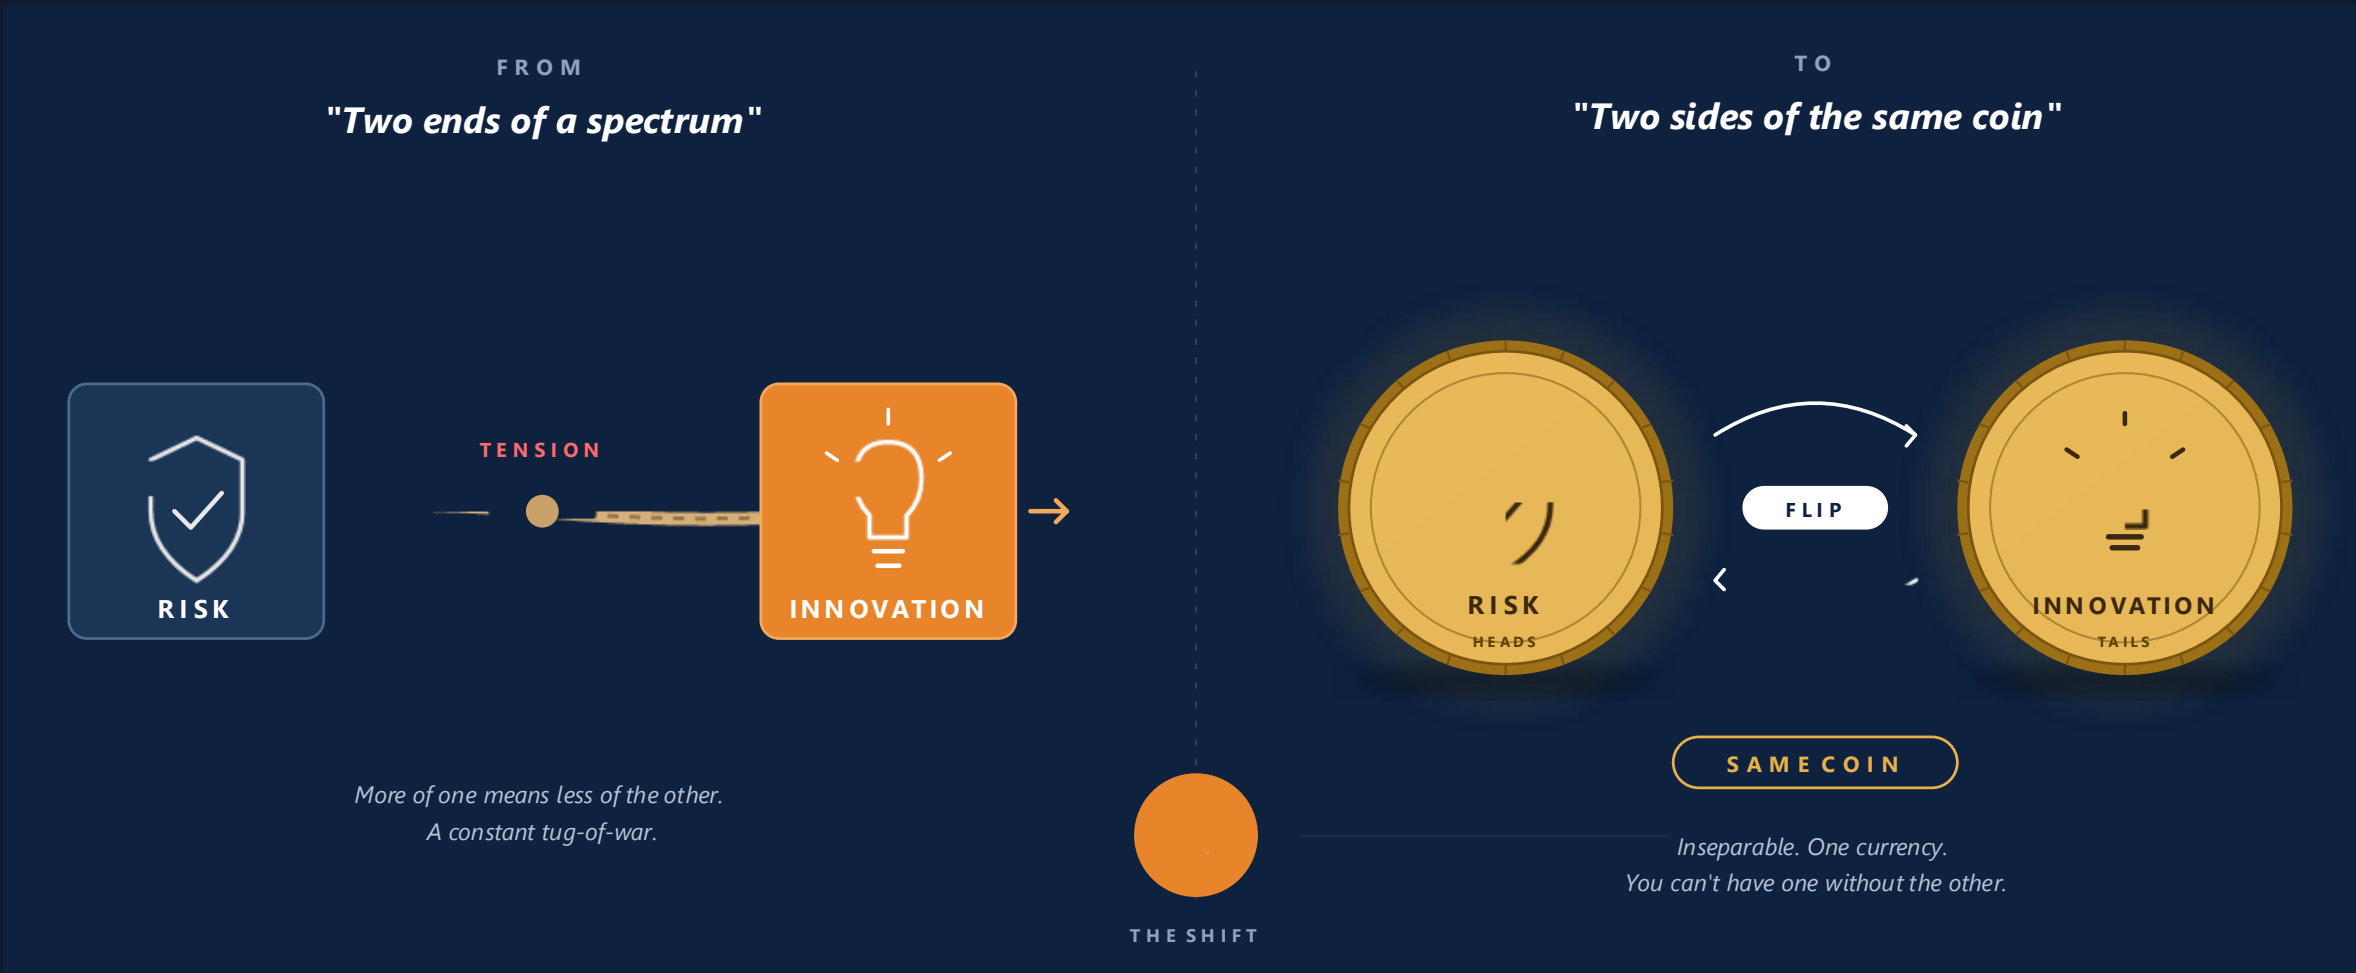 FROM
"Two ends of a spectrum"
TENSION
RISK
INNOVATION
More of one means less of the other.
A constant tug-of-war.
THE SHIFT
TO
"Two sides of the same coin"
FLIP
RISK
HEADS
INNOVATION
TAILS
SAME COIN
Inseparable. One currency.
You can't have one without the other.